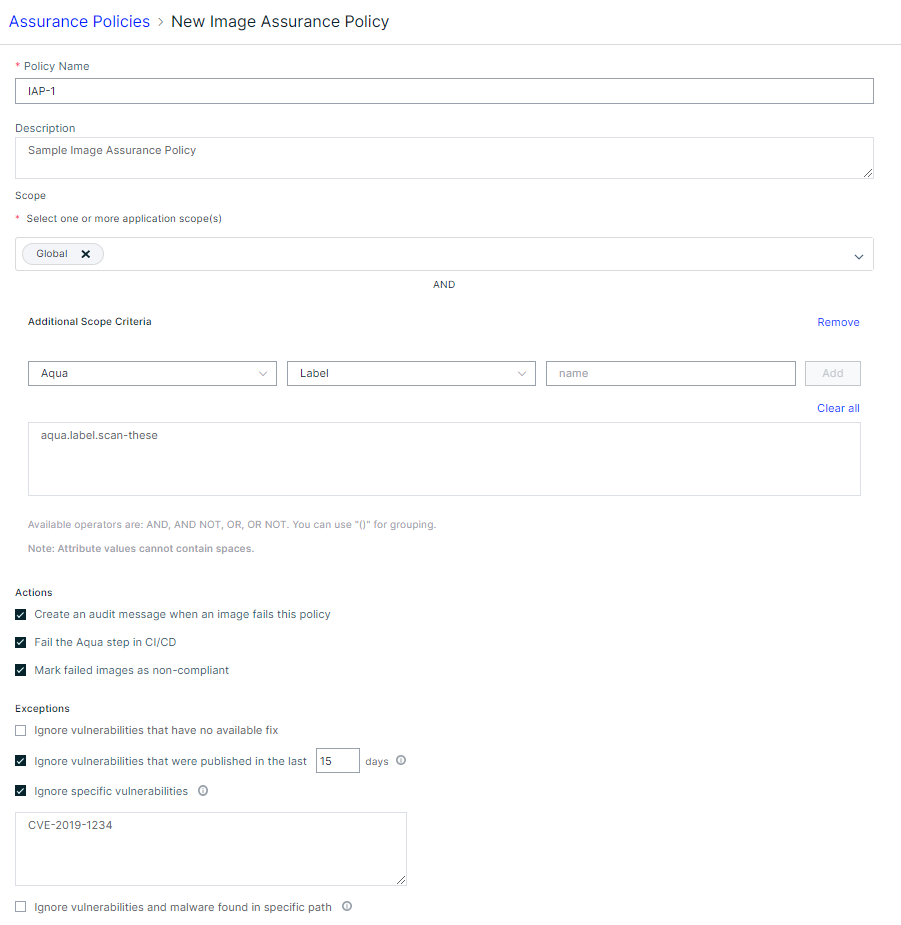 Assurance Policies > New Image Assurance Policy
* Policy Name
IAP-1
Description
Sample Image Assurance Policy
Scope
* Select one or more application scope(s)
Global
AND
Additional Scope Criteria Remove
Aqua Label name Add
Clear all
aqua.label.scan-these
Available operators are: AND, AND NOT, OR, OR NOT. You can use "()" for grouping.
Note: Attribute values cannot contain spaces.
Actions
Create an audit message when an image fails this policy
Fail the Aqua step in CI/CD
Mark failed images as non-compliant
Exceptions
Ignore vulnerabilities that have no available fix
Ignore vulnerabilities that were published in the last 15 days
Ignore specific vulnerabilities
CVE-2019-1234
Ignore vulnerabilities and malware found in specific path